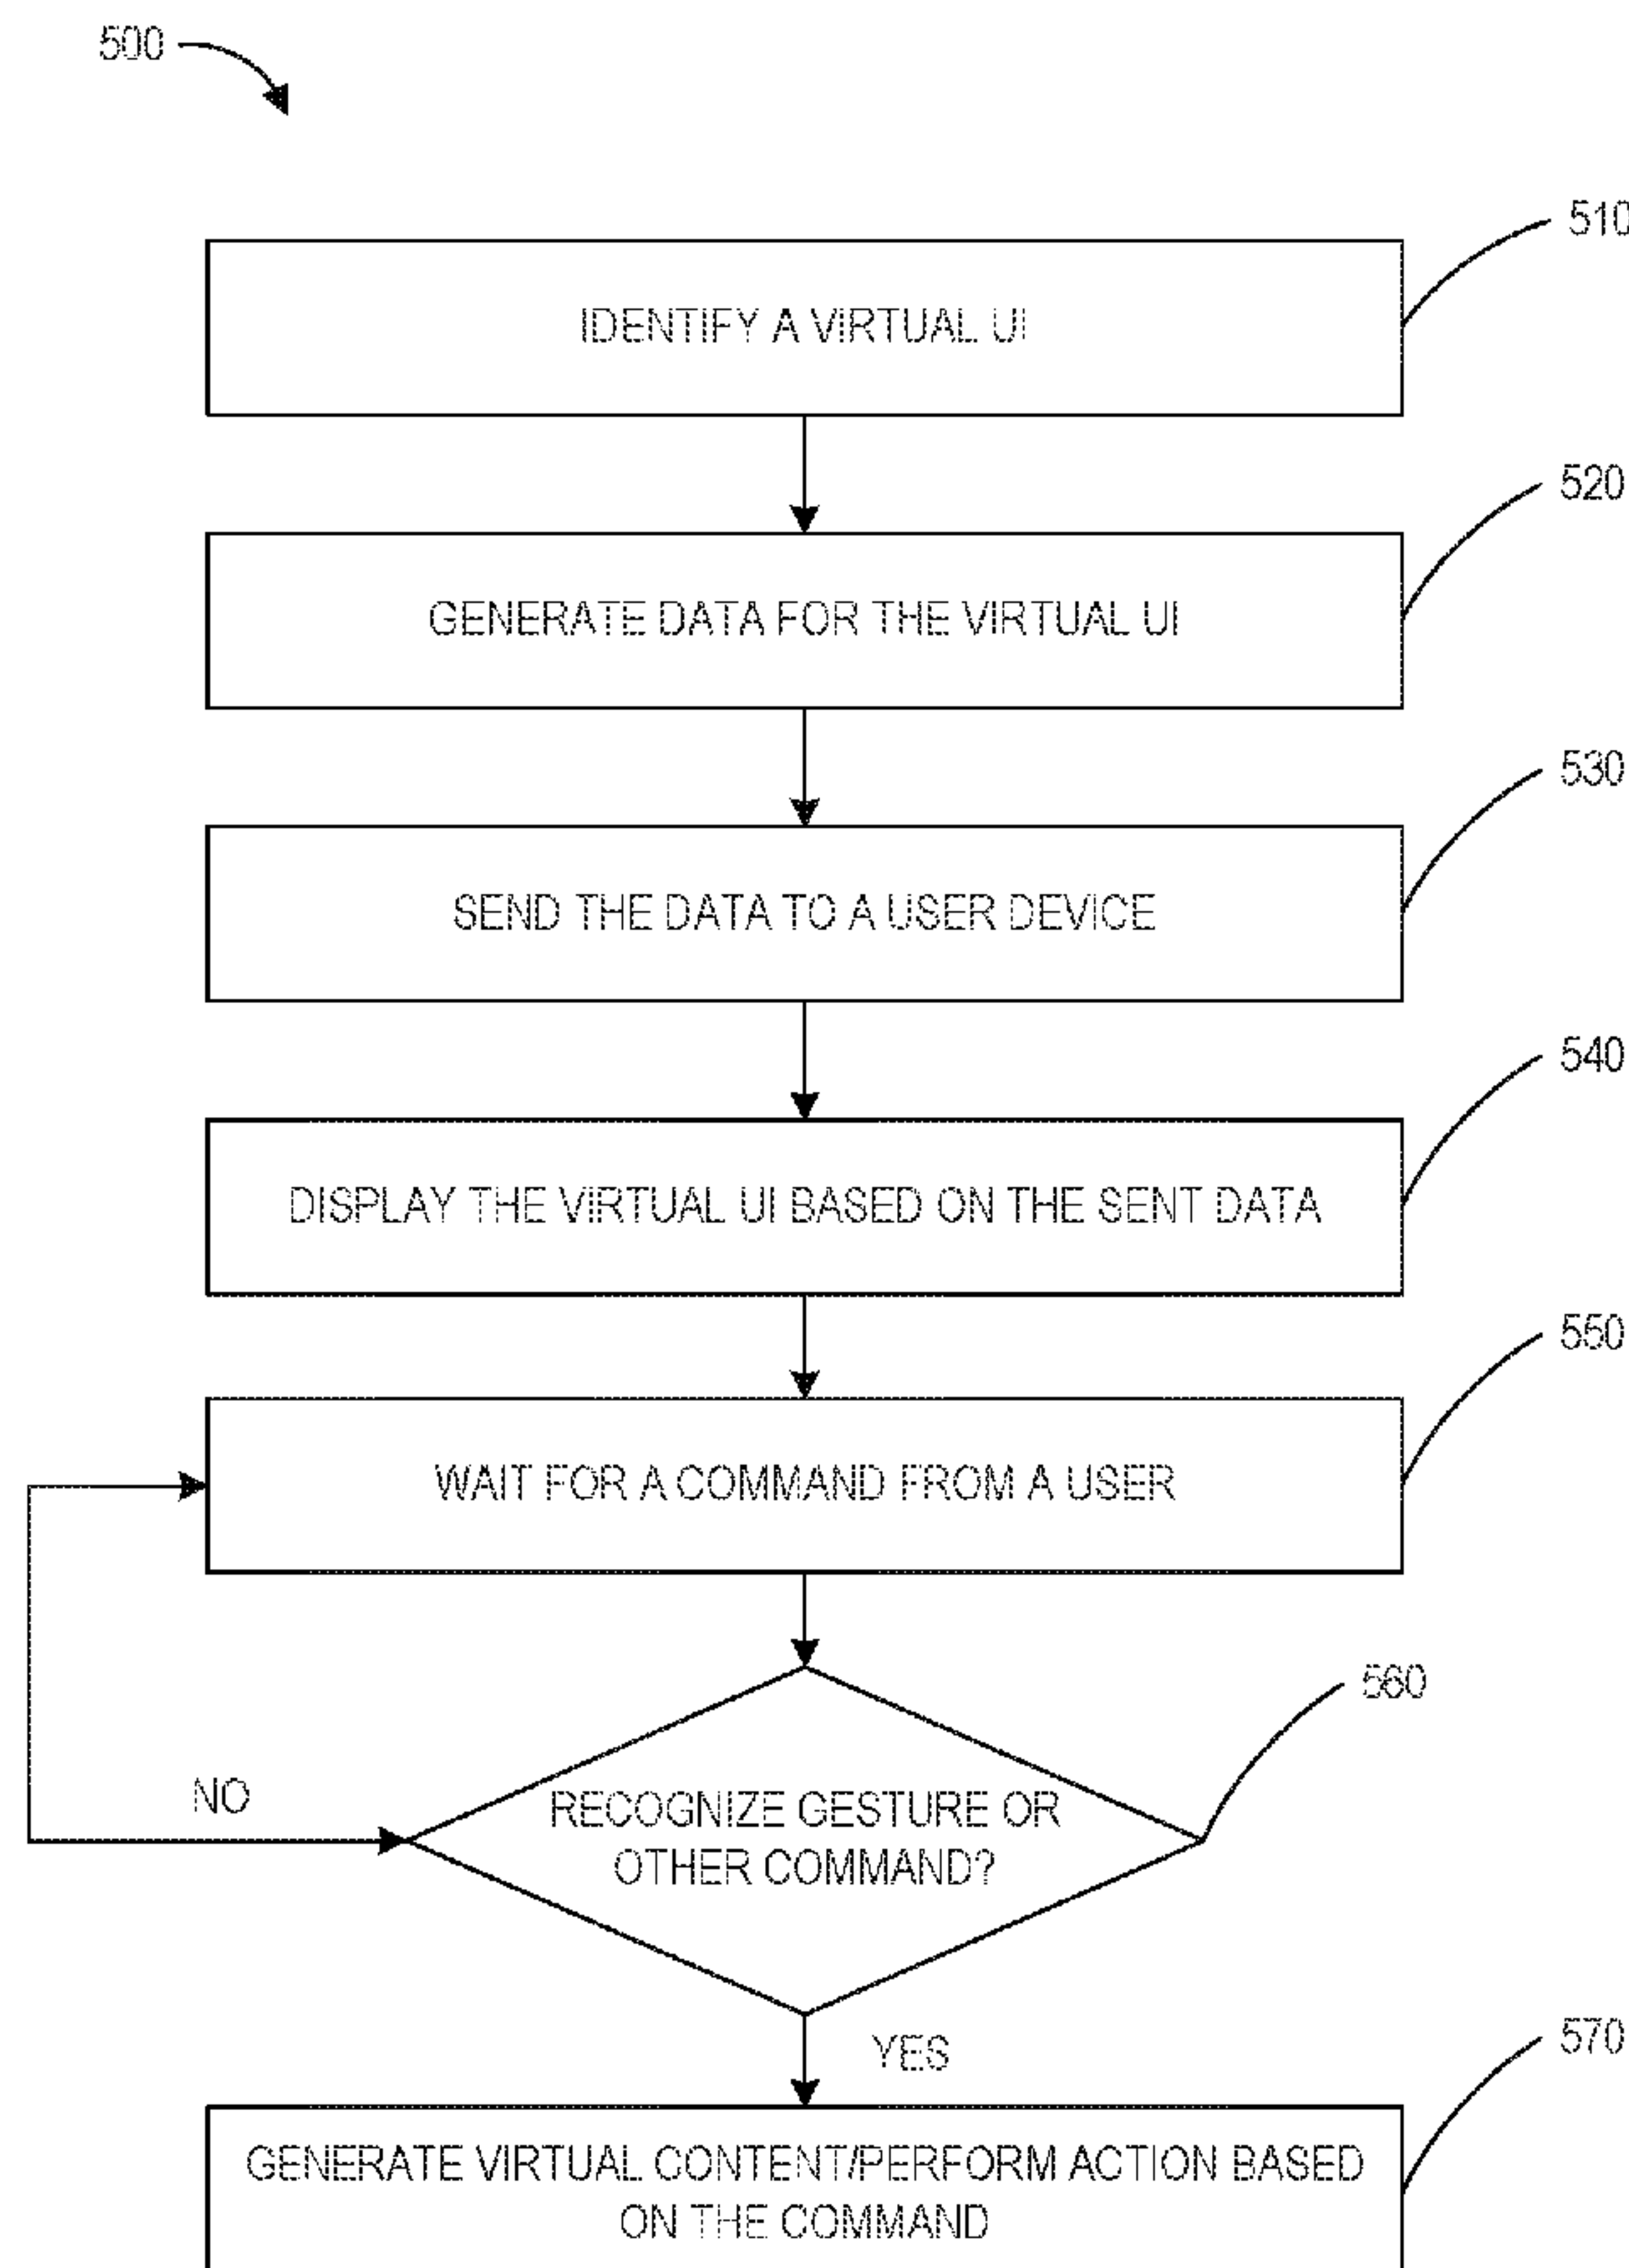 500
510
IDENTIFY A VIRTUAL UI
520
GENERATE DATA FOR THE VIRTUAL UI
530
SEND THE DATA TO A USER DEVICE
540
DISPLAY THE VIRTUAL UI BASED ON THE SENT DATA
550
WAIT FOR A COMMAND FROM A USER
560
NO
RECOGNIZE GESTURE OR
OTHER COMMAND?
YES
570
GENERATE VIRTUAL CONTENT/PERFORM ACTION BASED
ON THE COMMAND